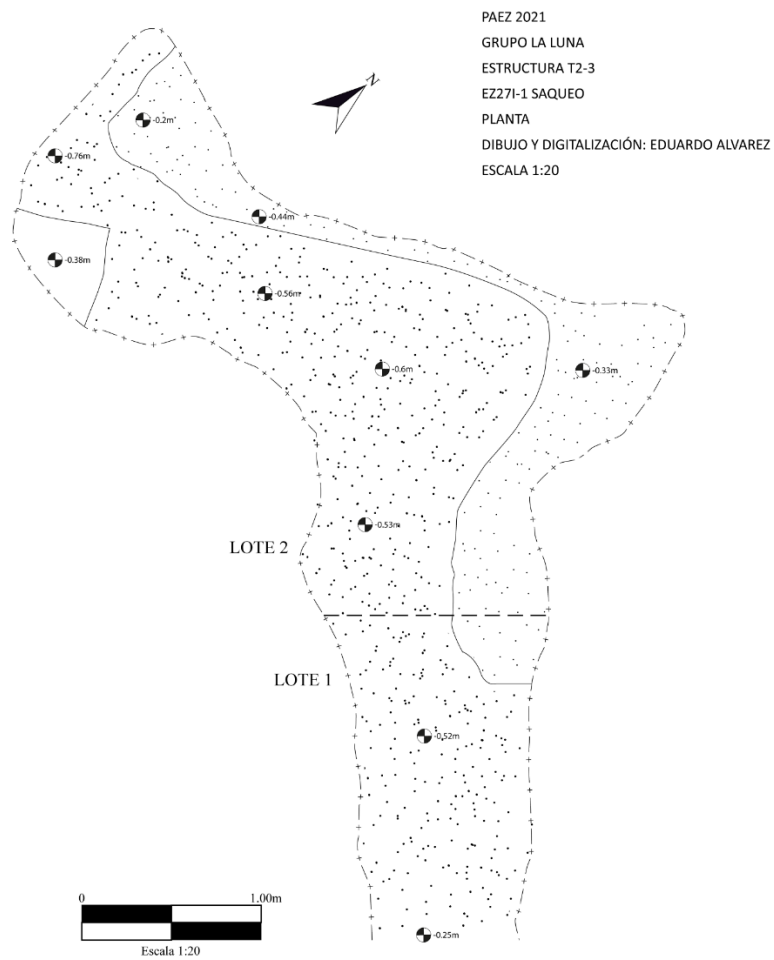 PAEZ 2021
GRUPO LA LUNA
ESTRUCTURA T2-3
EZ27I-1 SAQUEO
PLANTA
DIBUJO Y DIGITALIZACIÓN: EDUARDO ALVAREZ
ESCALA 1:20
N
-0.2m
-0.76m
-0.44m
-0.38m
-0.56m
-0.6m
-0.33m
-0.53m
LOTE 2
LOTE 1
-0.52m
0 1.00m
-0.25m
Escala 1:20